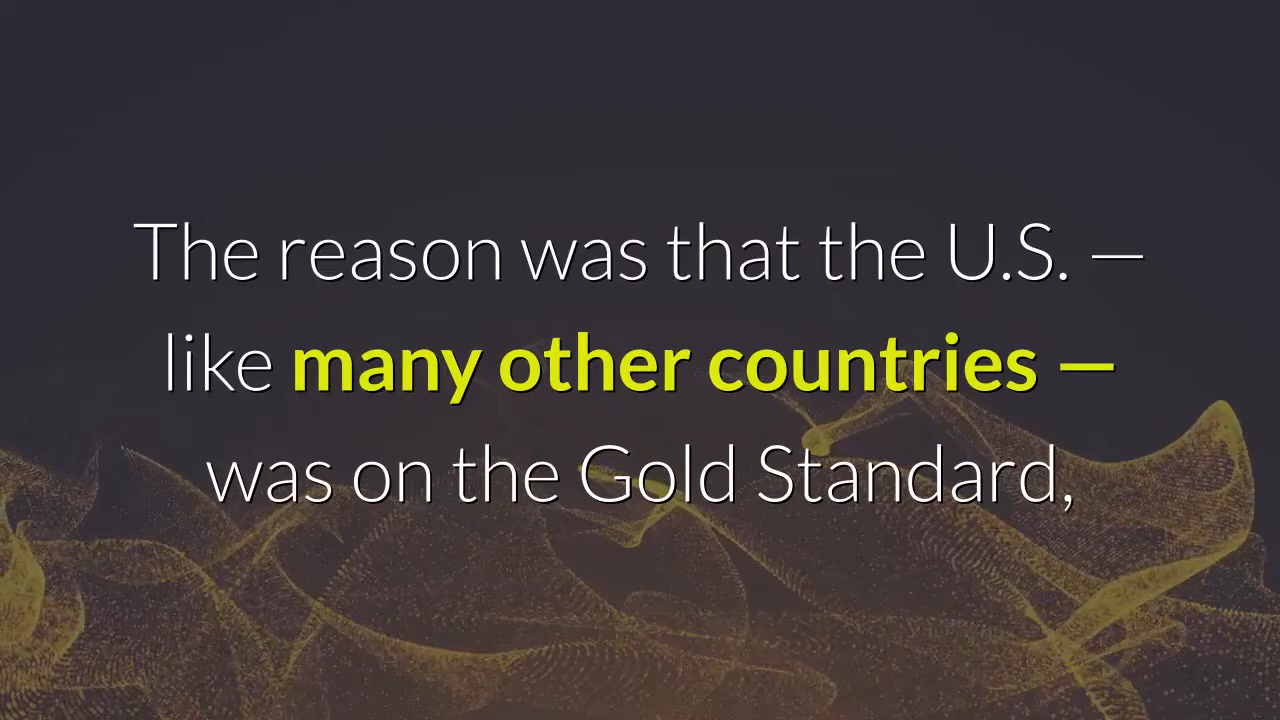 The reason was that the U.S. —
like many other countries —
was on the Gold Standard,